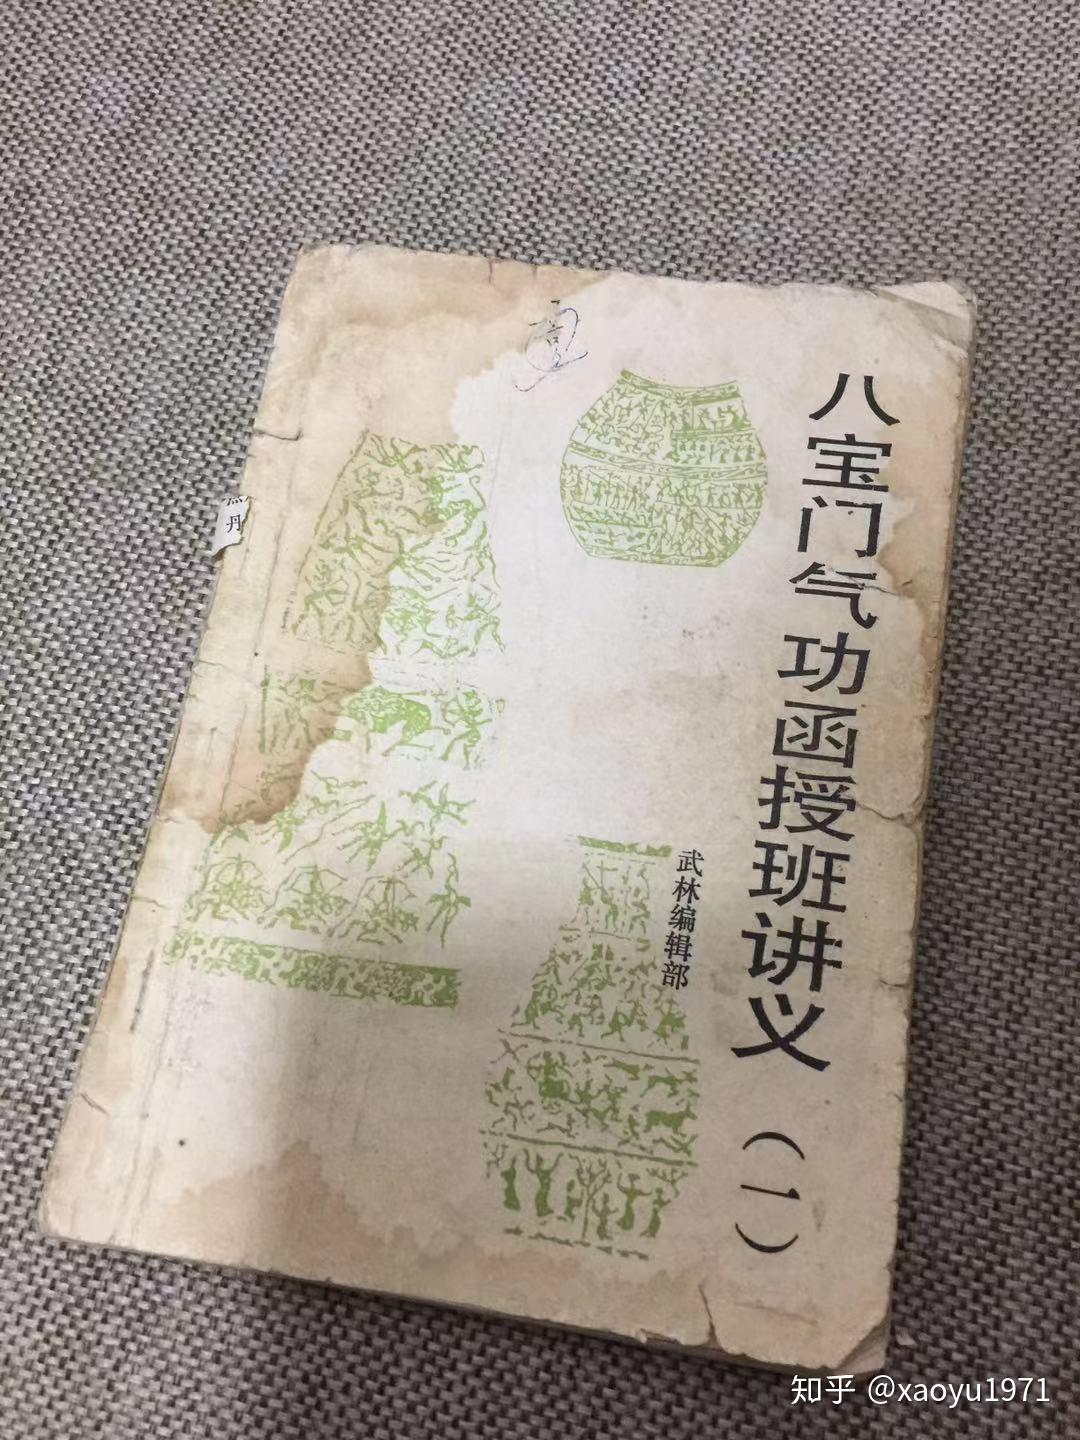 八宝门气功函授班讲义（一）
武林编辑部
丹
知乎 @xaoyu1971